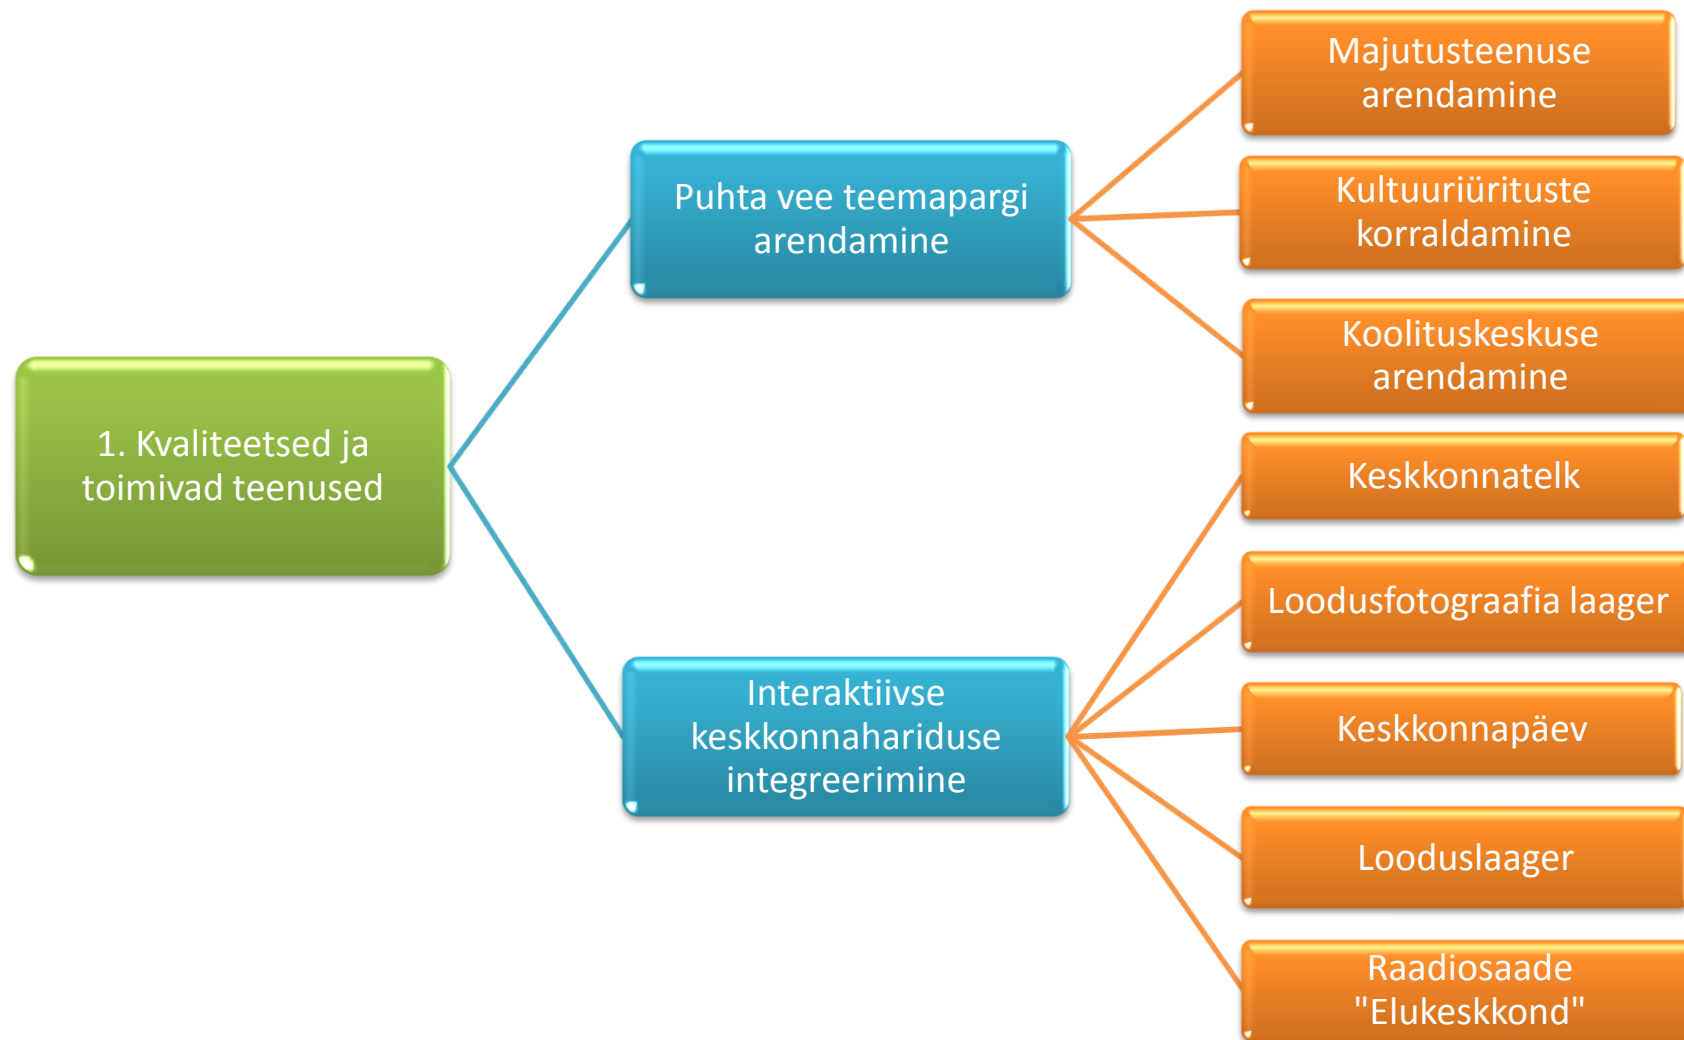 1. Kvaliteetsed ja
toimivad teenused
Puhta vee teemapargi
arendamine
Majutusteenuse
arendamine
Kultuuriürituste
korraldamine
Koolituskeskuse
arendamine
Interaktiivse
keskkonnahariduse
integreerimine
Keskkonnatelk
Loodusfotograafia laager
Keskkonnapäev
Looduslaager
Raadiosaade
"Elukeskkond"